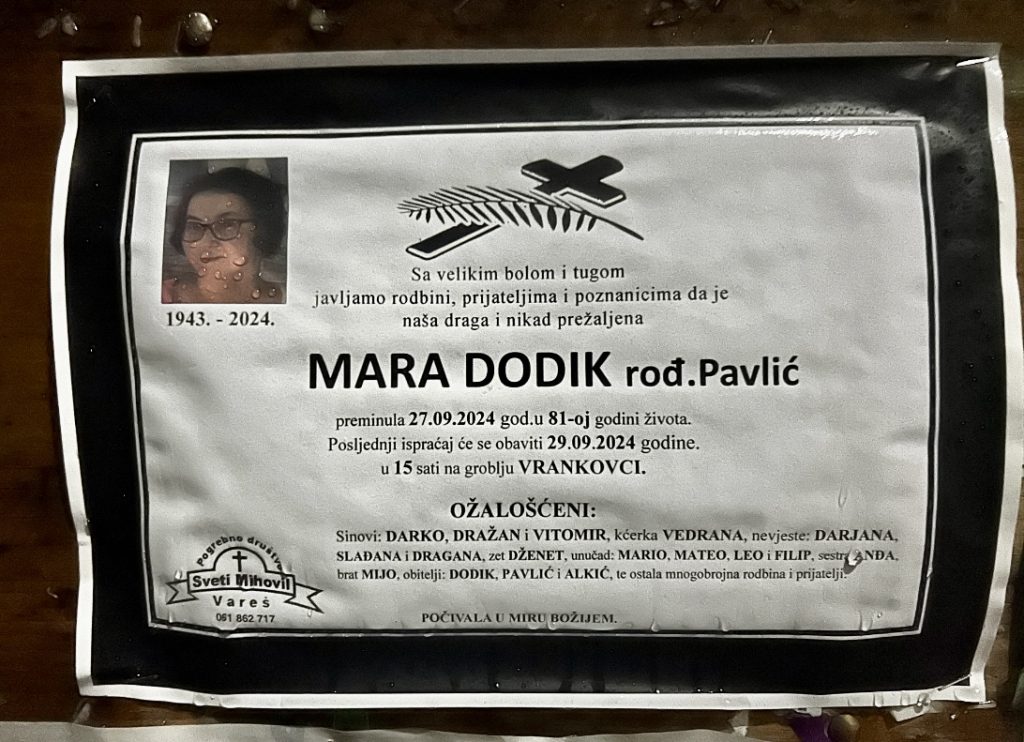 1943. - 2024.
Sa velikim bolom i tugom
javljamo rodbini, prijateljima i poznanicima da je
naša draga i nikad prežaljena
MARA DODIK rođ.Pavlić
preminula 27.09.2024 god.u 81-oj godini života.
Posljednji ispraćaj će se obaviti 29.09.2024 godine.
u 15 sati na groblju VRANKOVCI.
OŽALOŠĆENI:
Sinovi: DARKO, DRAŽAN i VITOMIR, kćerka VEDRANA, nevjeste: DARJANA,
SLAĐANA i DRAGANA, zet DŽENET, unučad: MARIO, MATEO, LEO i FILIP, sestra ANĐA,
brat MIJO, obitelji: DODIK, PAVLIĆ i ALKIĆ, te ostala mnogobrojna rodbina i prijatelji.
Pogrebno društvo
Sveti Mihovil
Vareš
061 862 717
POČIVALA U MIRU BOŽIJEM.